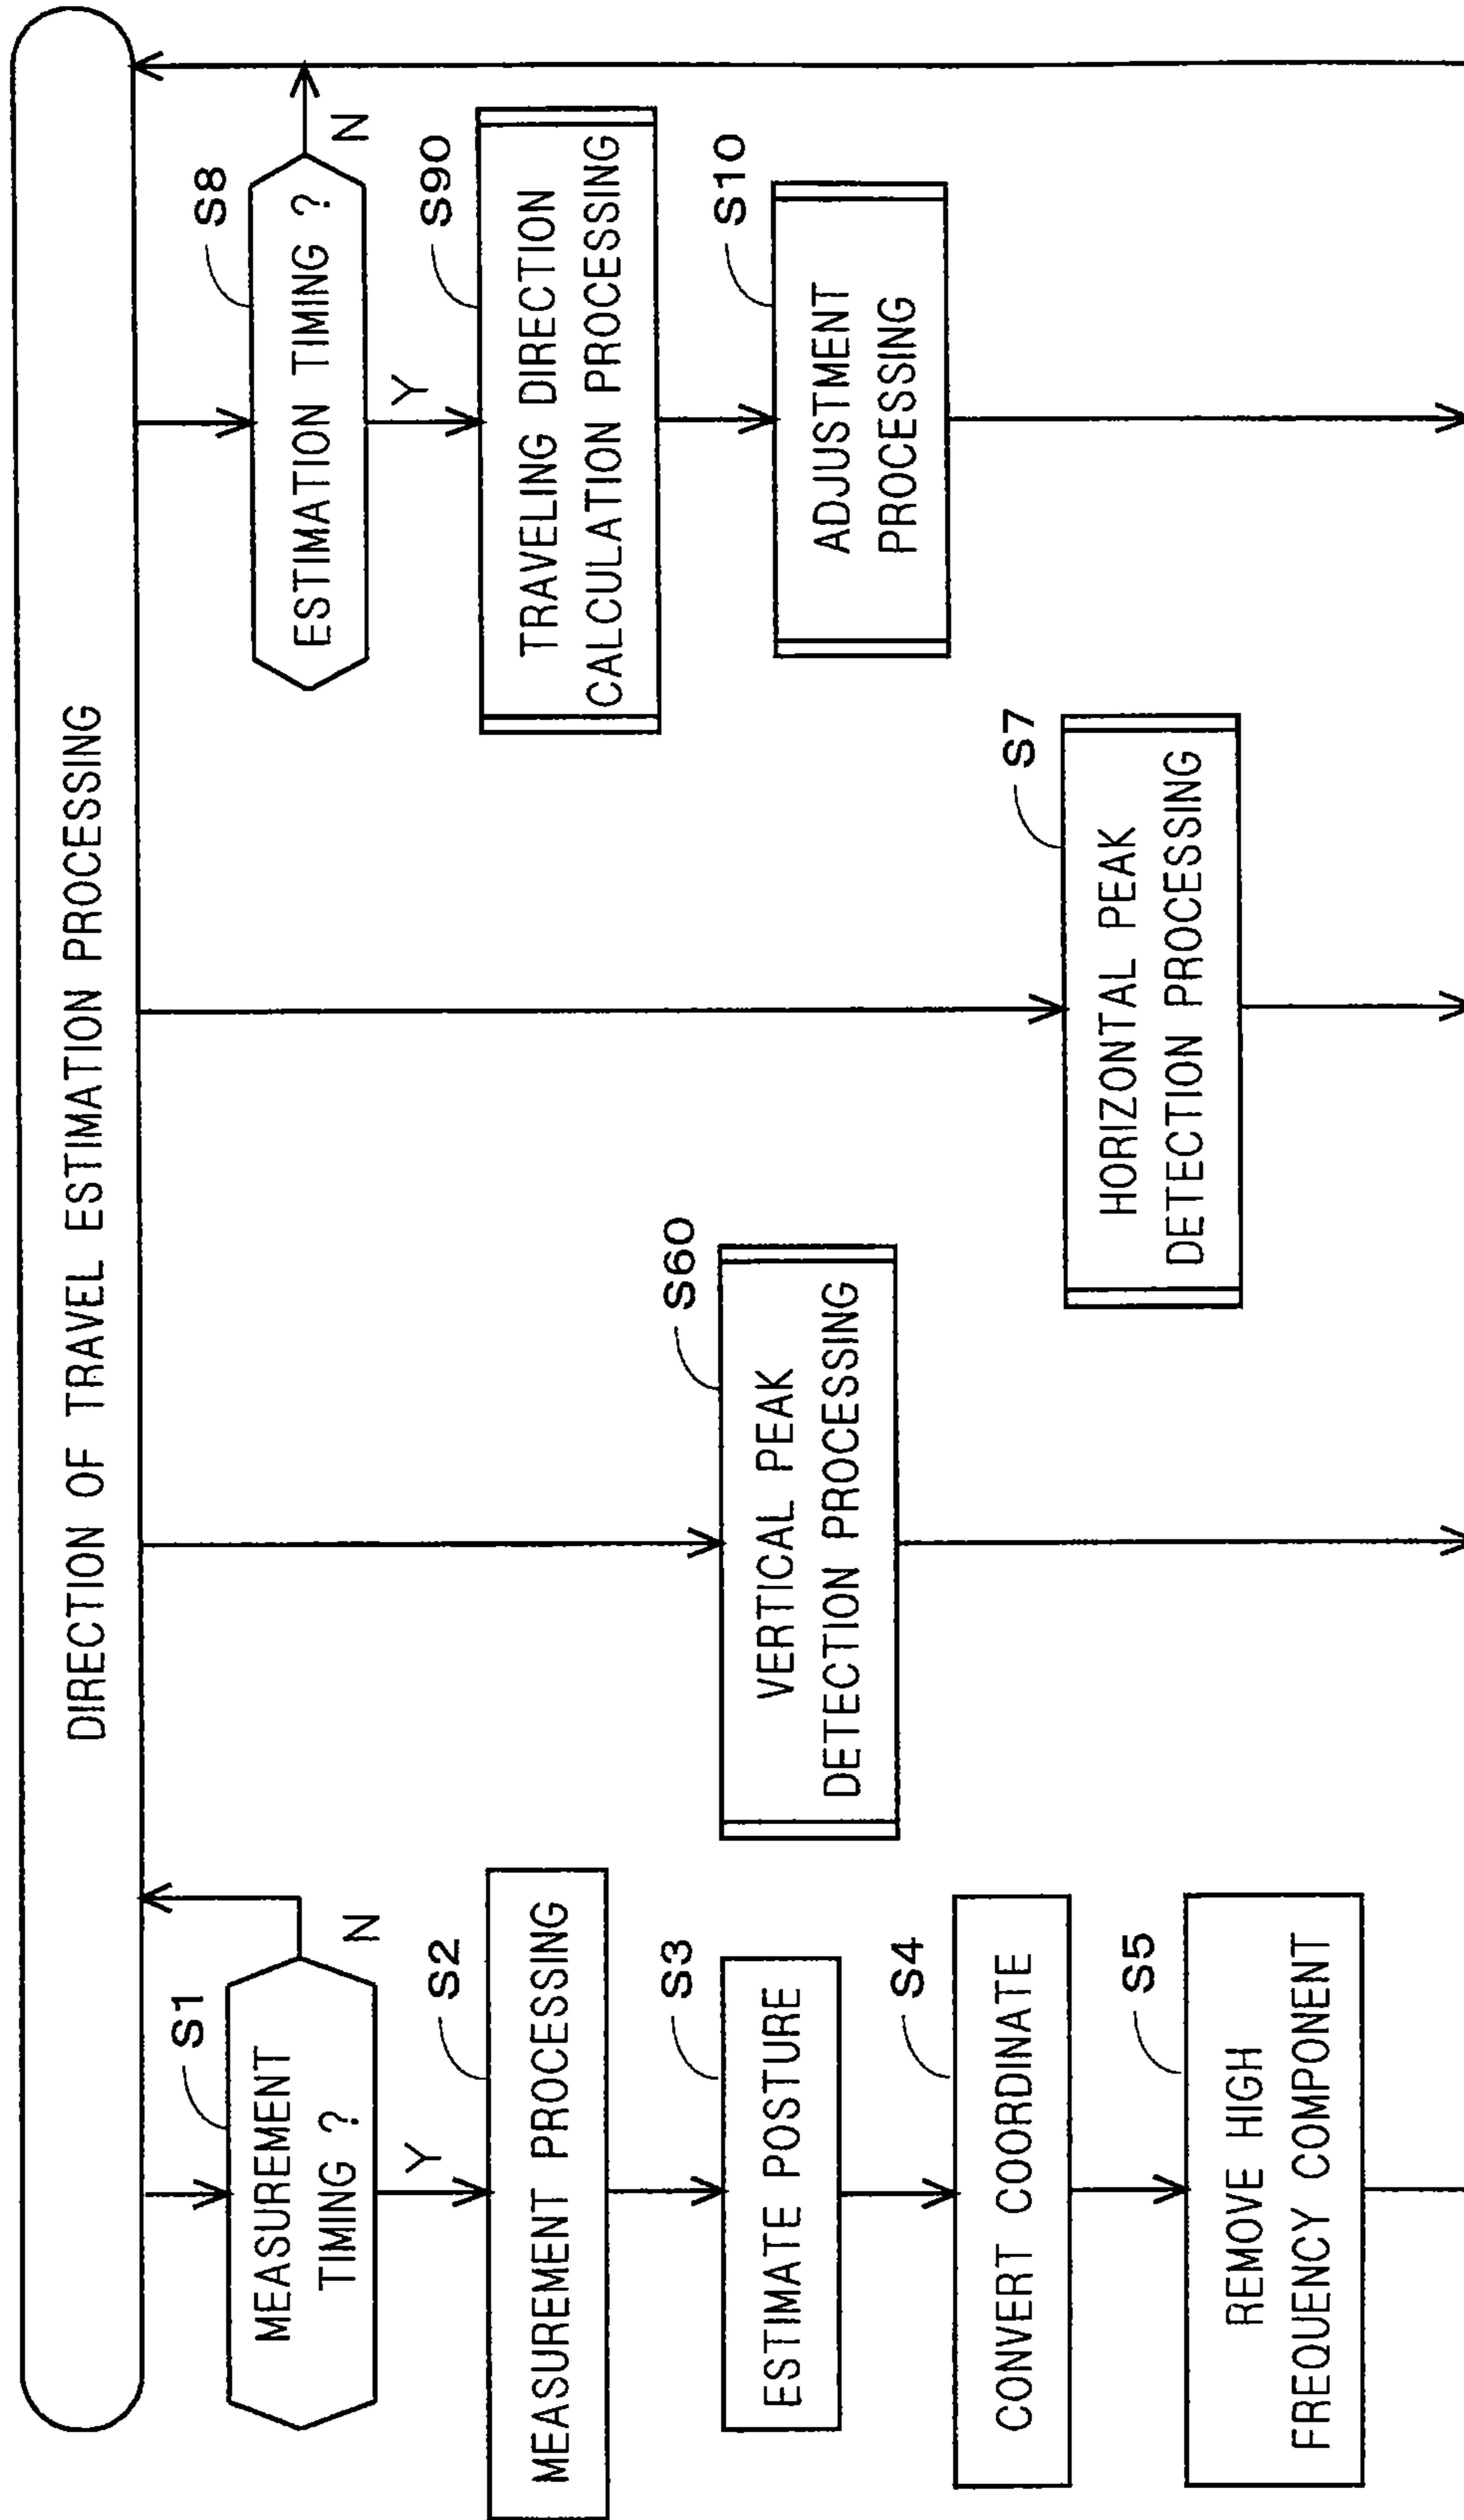 DIRECTION OF TRAVEL ESTIMATION PROCESSING
S1
MEASUREMENT
TIMING ?
N
Y
S2
MEASUREMENT PROCESSING
S3
ESTIMATE POSTURE
S4
CONVERT COORDINATE
S5
REMOVE HIGH
FREQUENCY COMPONENT
S60
VERTICAL PEAK
DETECTION PROCESSING
S7
HORIZONTAL PEAK
DETECTION PROCESSING
S8
ESTIMATION TIMING ?
N
Y
S90
TRAVELING DIRECTION
CALCULATION PROCESSING
S10
ADJUSTMENT
PROCESSING